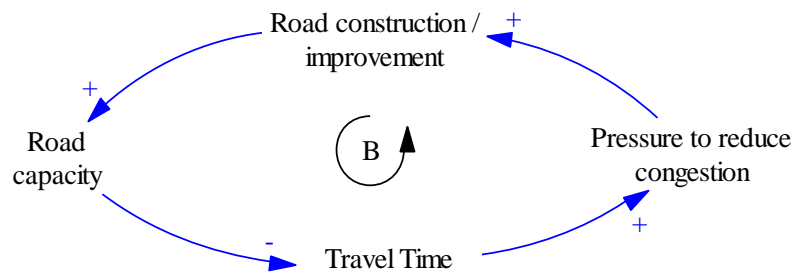 Road construction /
improvement
+
+
Road
capacity
B
Pressure to reduce
congestion
-
+
Travel Time